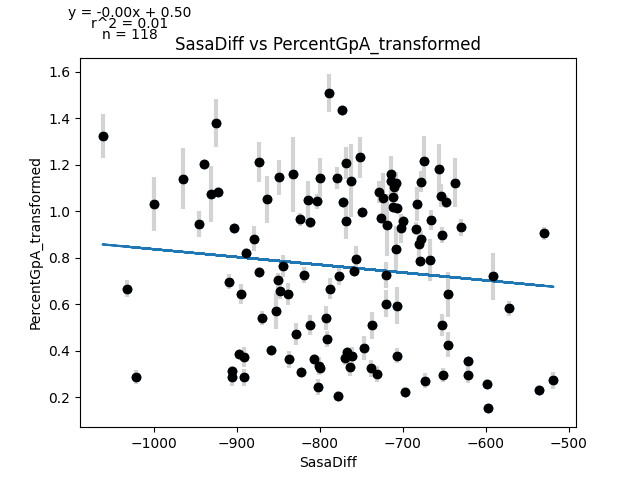 y = -0.00x + 0.50
r^2 = 0.01
n = 118
SasaDiff vs PercentGpA_transformed
PercentGpA_transformed
1.6
1.4
1.2
1.0
0.8
0.6
0.4
0.2
−1000
−900
−800
−700
−600
−500
SasaDiff